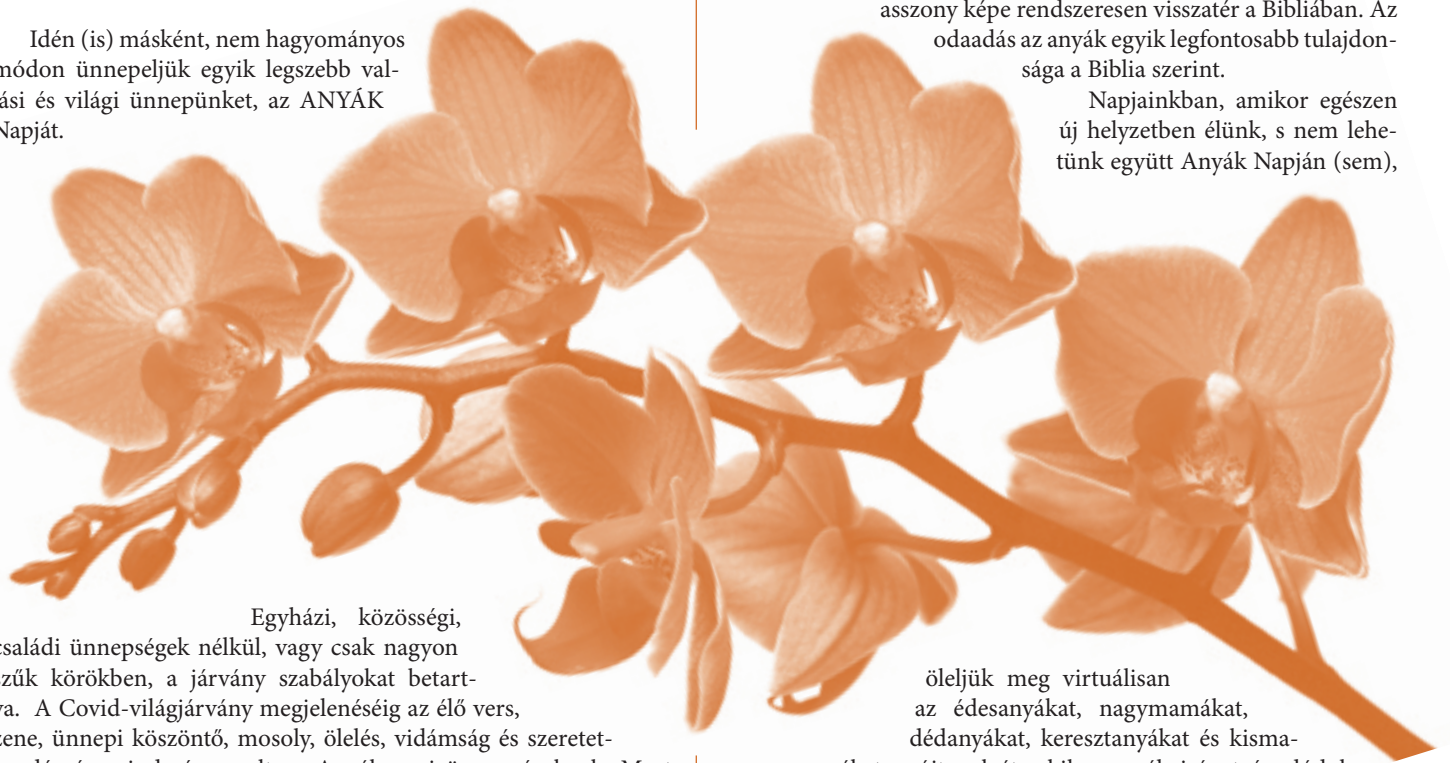 Idén (is) másként, nem hagyományos
módon ünnepeljük egyik legszebb val-
ási és világi ünnepünket, az ANYÁK
Napját.
Egyházi, közösségi,
családi ünnepségek nélkül, vagy csak nagyon
szűk körökben, a járvány szabályokat betart-
va. A Covid-világjárvány megjelenéséig az élő vers,
zene, ünnepi köszöntő, mosoly, ölelés, vidámság és szeretet-
asszony képe rendszeresen visszatér a Bibliában. Az
odaadás az anyák egyik legfontosabb tulajdon-
sága a Biblia szerint.
Napjainkban, amikor egészen
új helyzetben élünk, s nem lehe-
tünk együtt Anyák Napján (sem),
öleljük meg virtuálisan
az édesanyákat, nagymamákat,
dédanyákat, keresztanyákat és kisma-